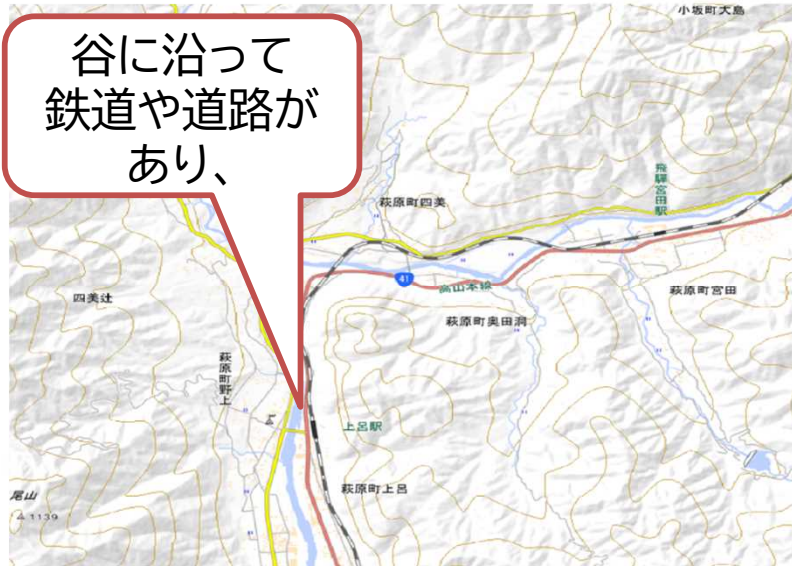 小坂町大島
谷に沿って
鉄道や道路が
あり、
飛騨宮田駅
萩原町四美
四美辻
41
高山本線
萩原町宮田
萩原町奥田洞
萩原町野上
上呂駅
萩原町上呂
尾山
1139